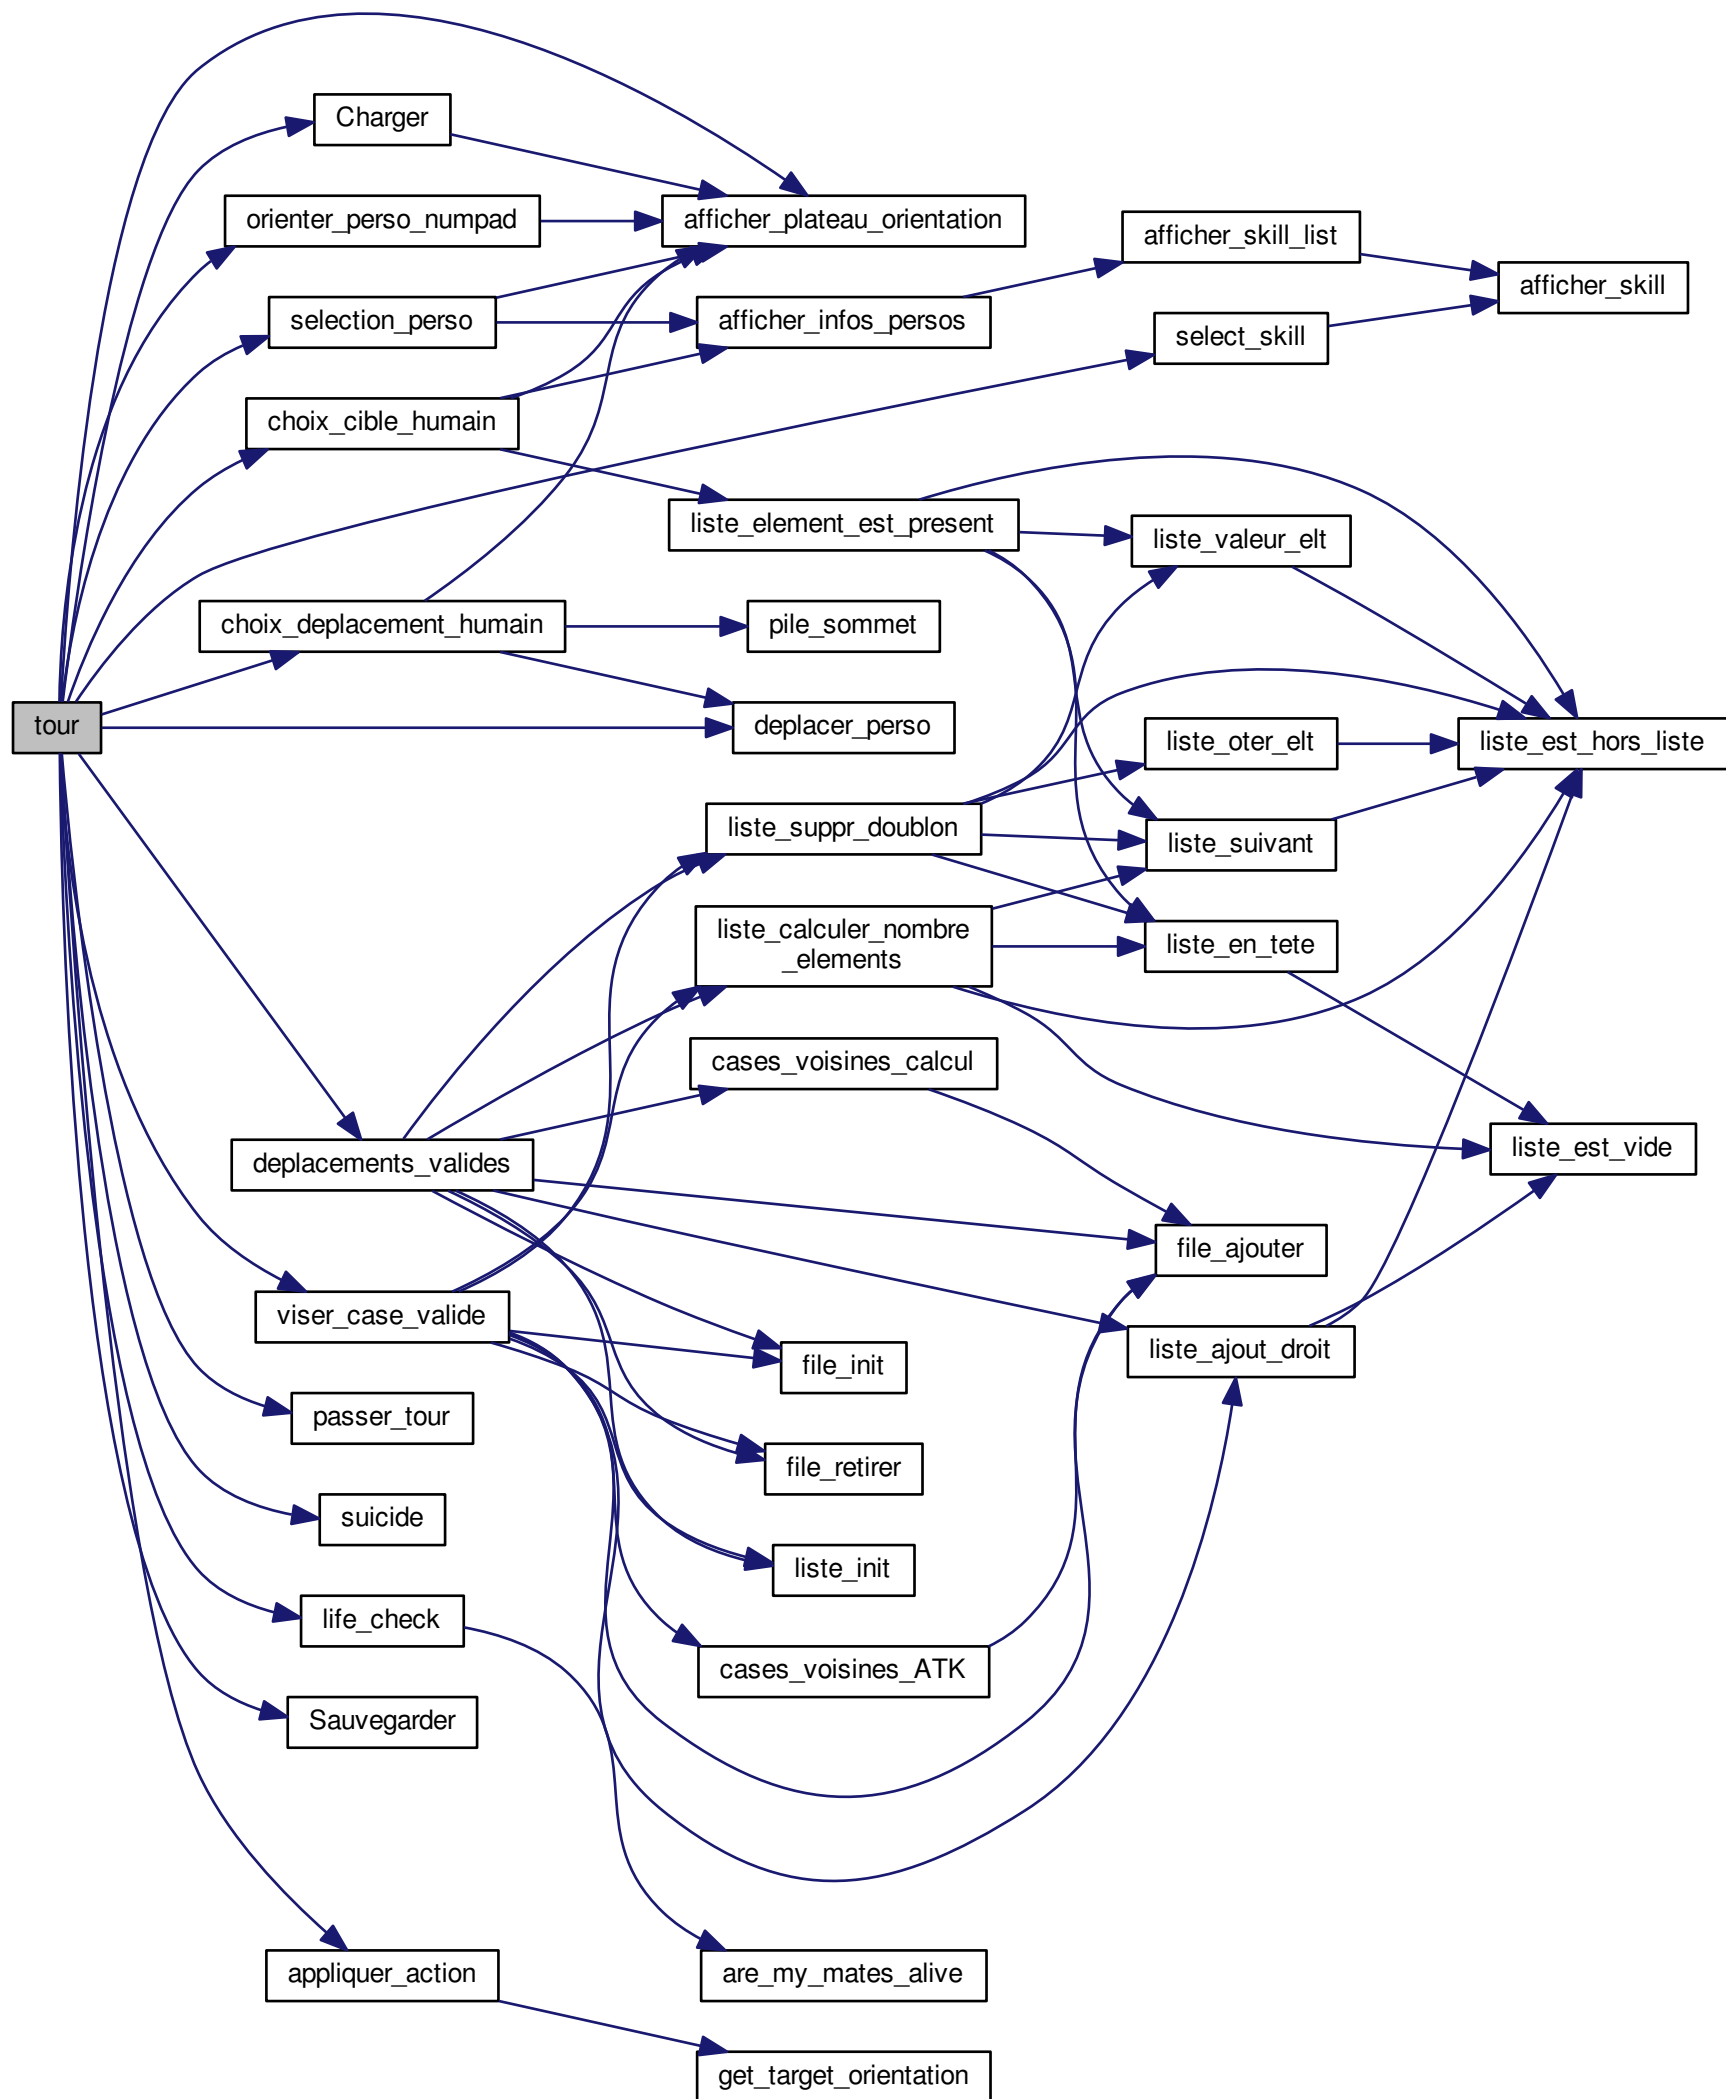 Charger
orienter_perso_numpad
afficher_plateau_orientation
afficher_skill_list
afficher_skill
selection_perso
afficher_infos_persos
select_skill
choix_cible_humain
liste_element_est_present
liste_valeur_elt
choix_deplacement_humain
pile_sommet
tour
deplacer_perso
liste_oter_elt
liste_est_hors_liste
liste_suppr_doublon
liste_suivant
liste_calculer_nombre
_elements
liste_en_tete
cases_voisines_calcul
deplacements_valides
liste_est_vide
file_ajouter
viser_case_valide
file_init
liste_ajout_droit
passer_tour
file_retirer
suicide
liste_init
life_check
cases_voisines_ATK
Sauvegarder
appliquer_action
are_my_mates_alive
get_target_orientation